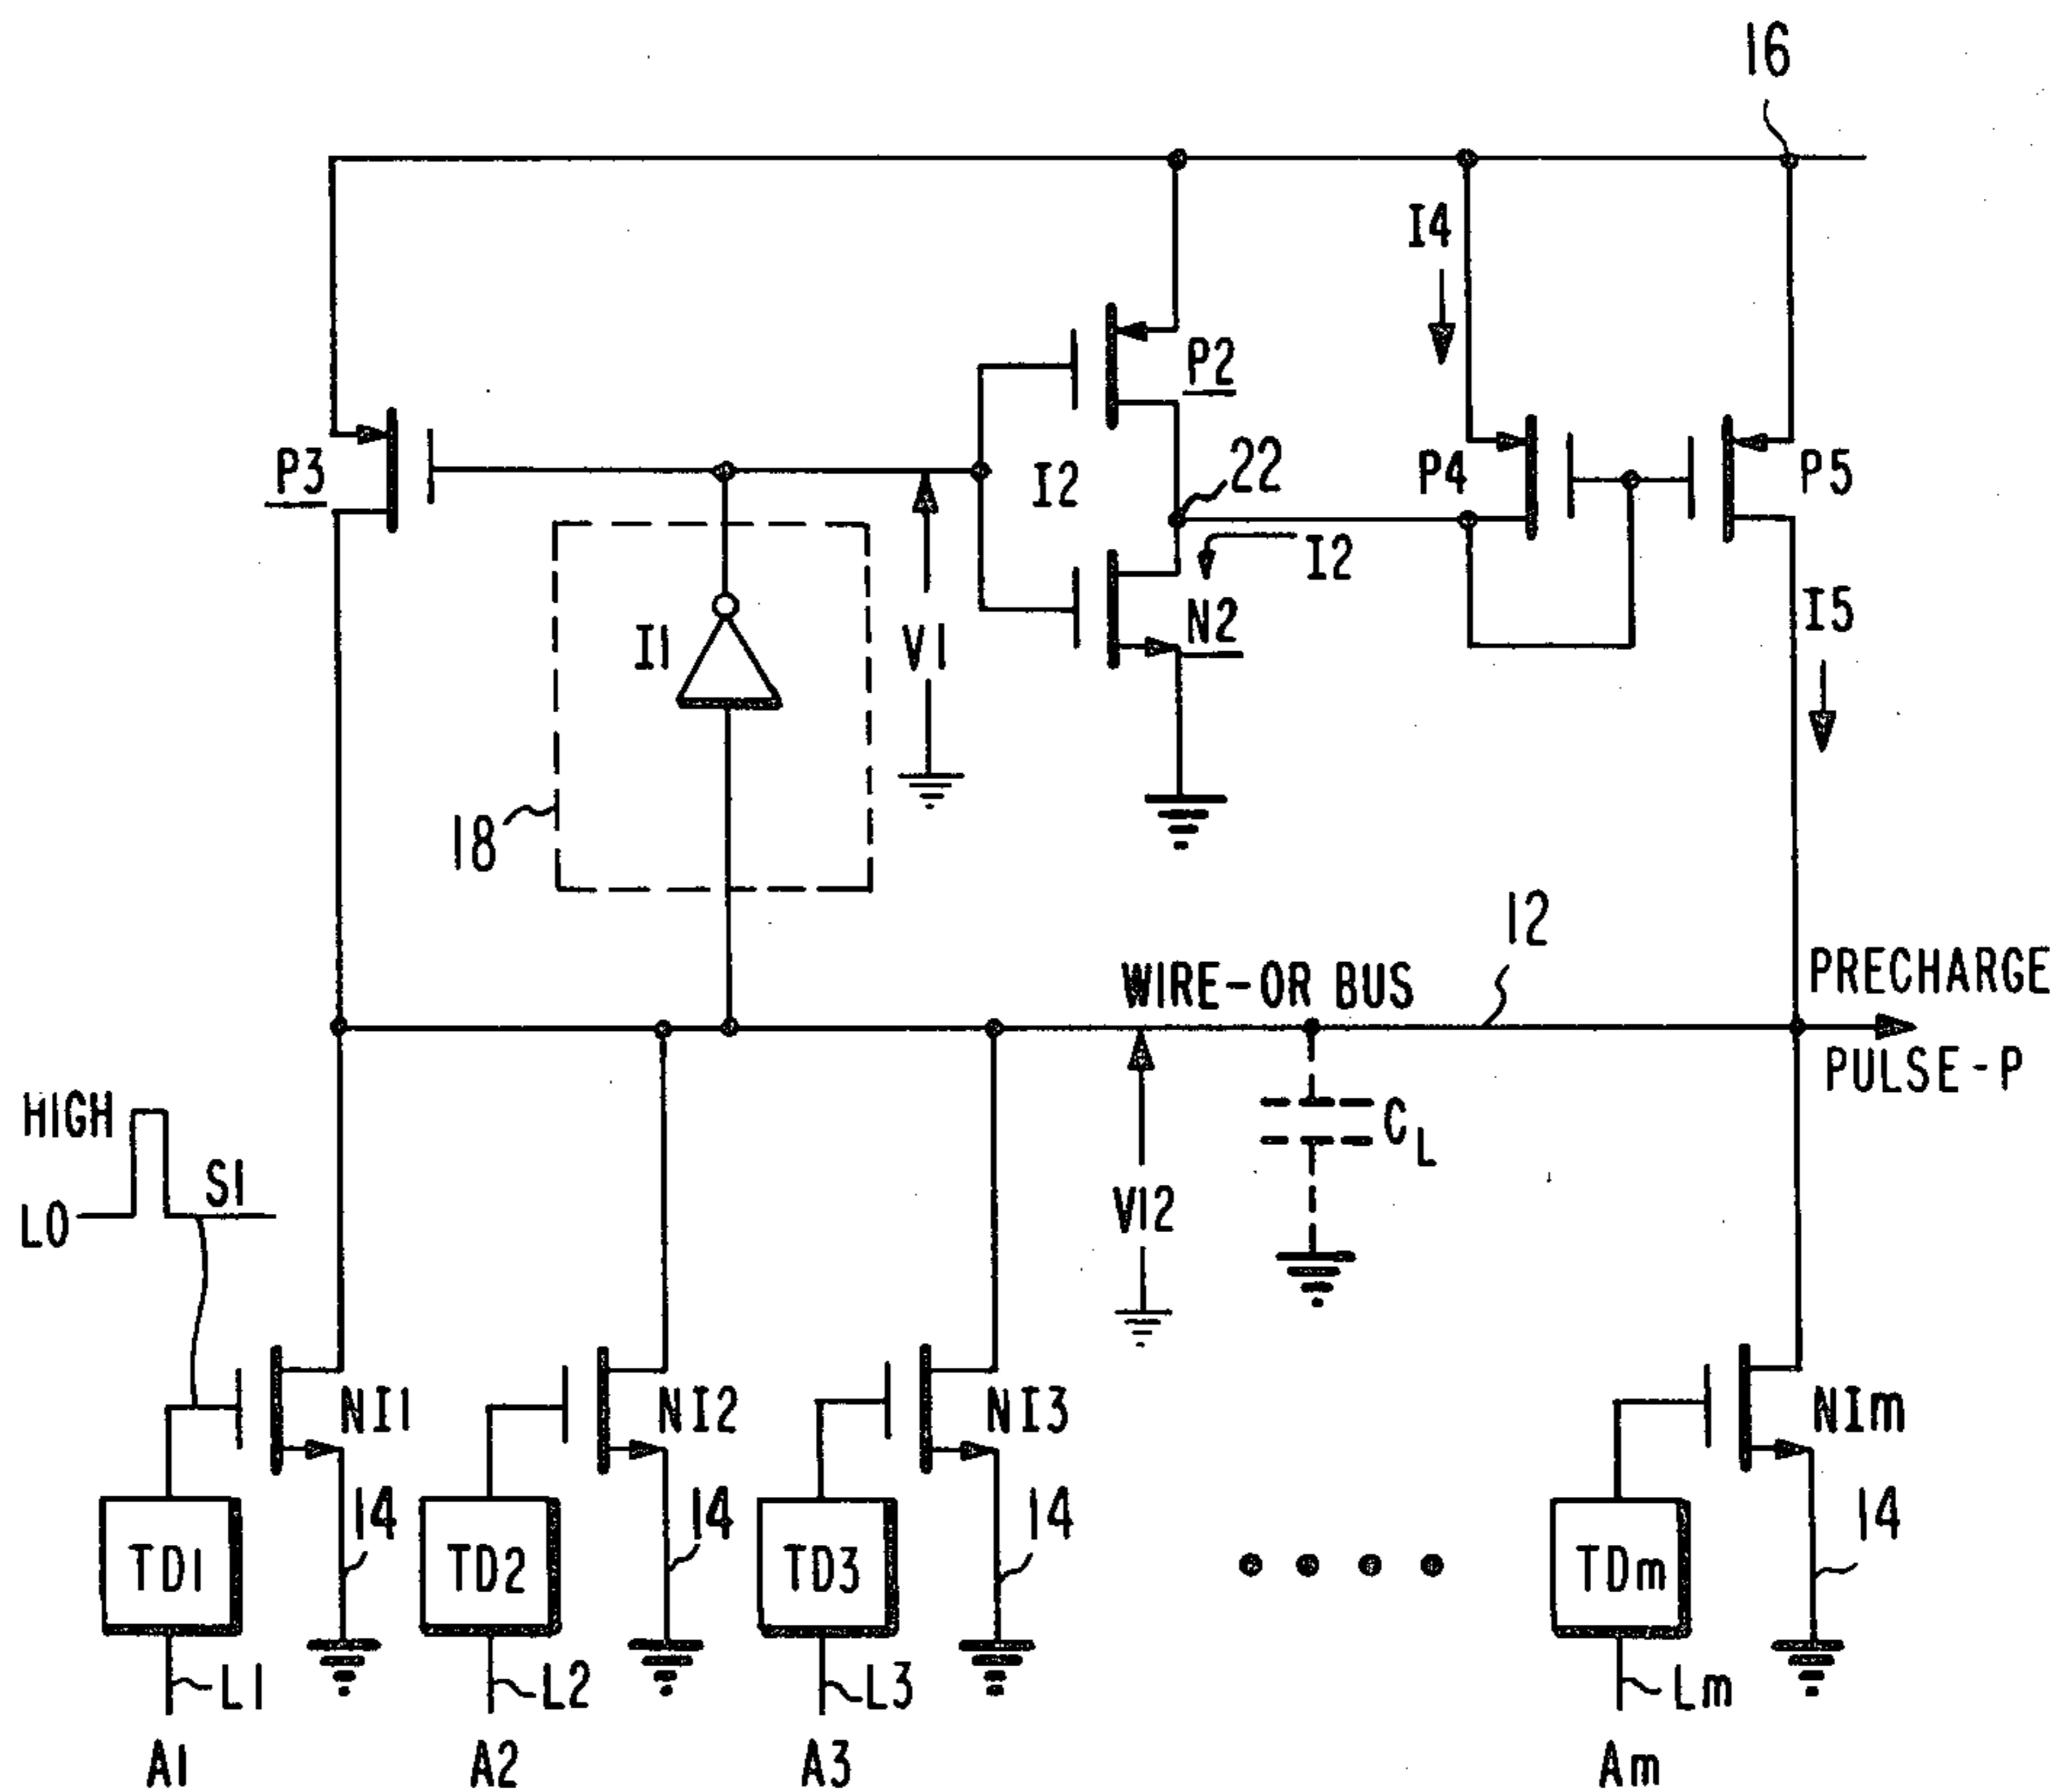 16
I4
P3
P2
I2
22
P4
P5
I2
I1
V1
N2
I5
18
12
WIRE-OR BUS
PRECHARGE
PULSE-P
HIGH
LO
S1
CL
V12
NI1
NI2
NI3
NIm
14
14
14
14
TD1
TD2
TD3
TDm
L1
L2
L3
Lm
A1
A2
A3
Am